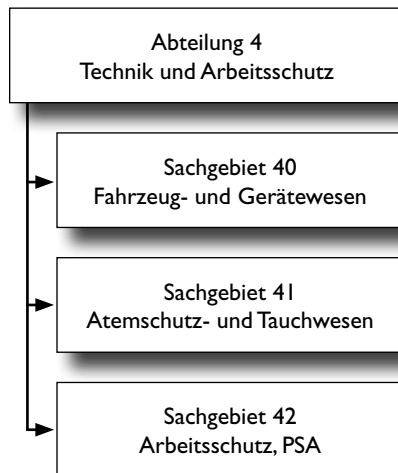 Abteilung 4
Technik und Arbeitsschutz
Sachgebiet 40
Fahrzeug- und Gerätewesen
Sachgebiet 41
Atemschutz- und Tauchwesen
Sachgebiet 42
Arbeitsschutz, PSA